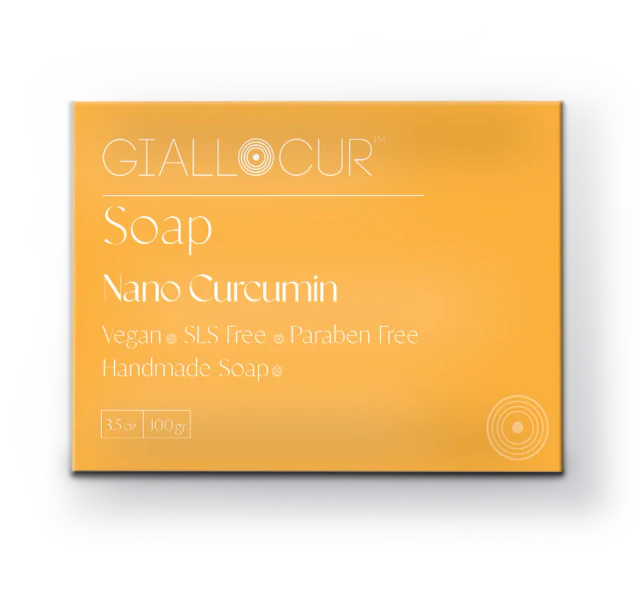 GIALLOCUR™
Soap
Nano Curcumin
Vegan SLS Free Paraben Free
Handmade Soap
3.5 oz 100 gr